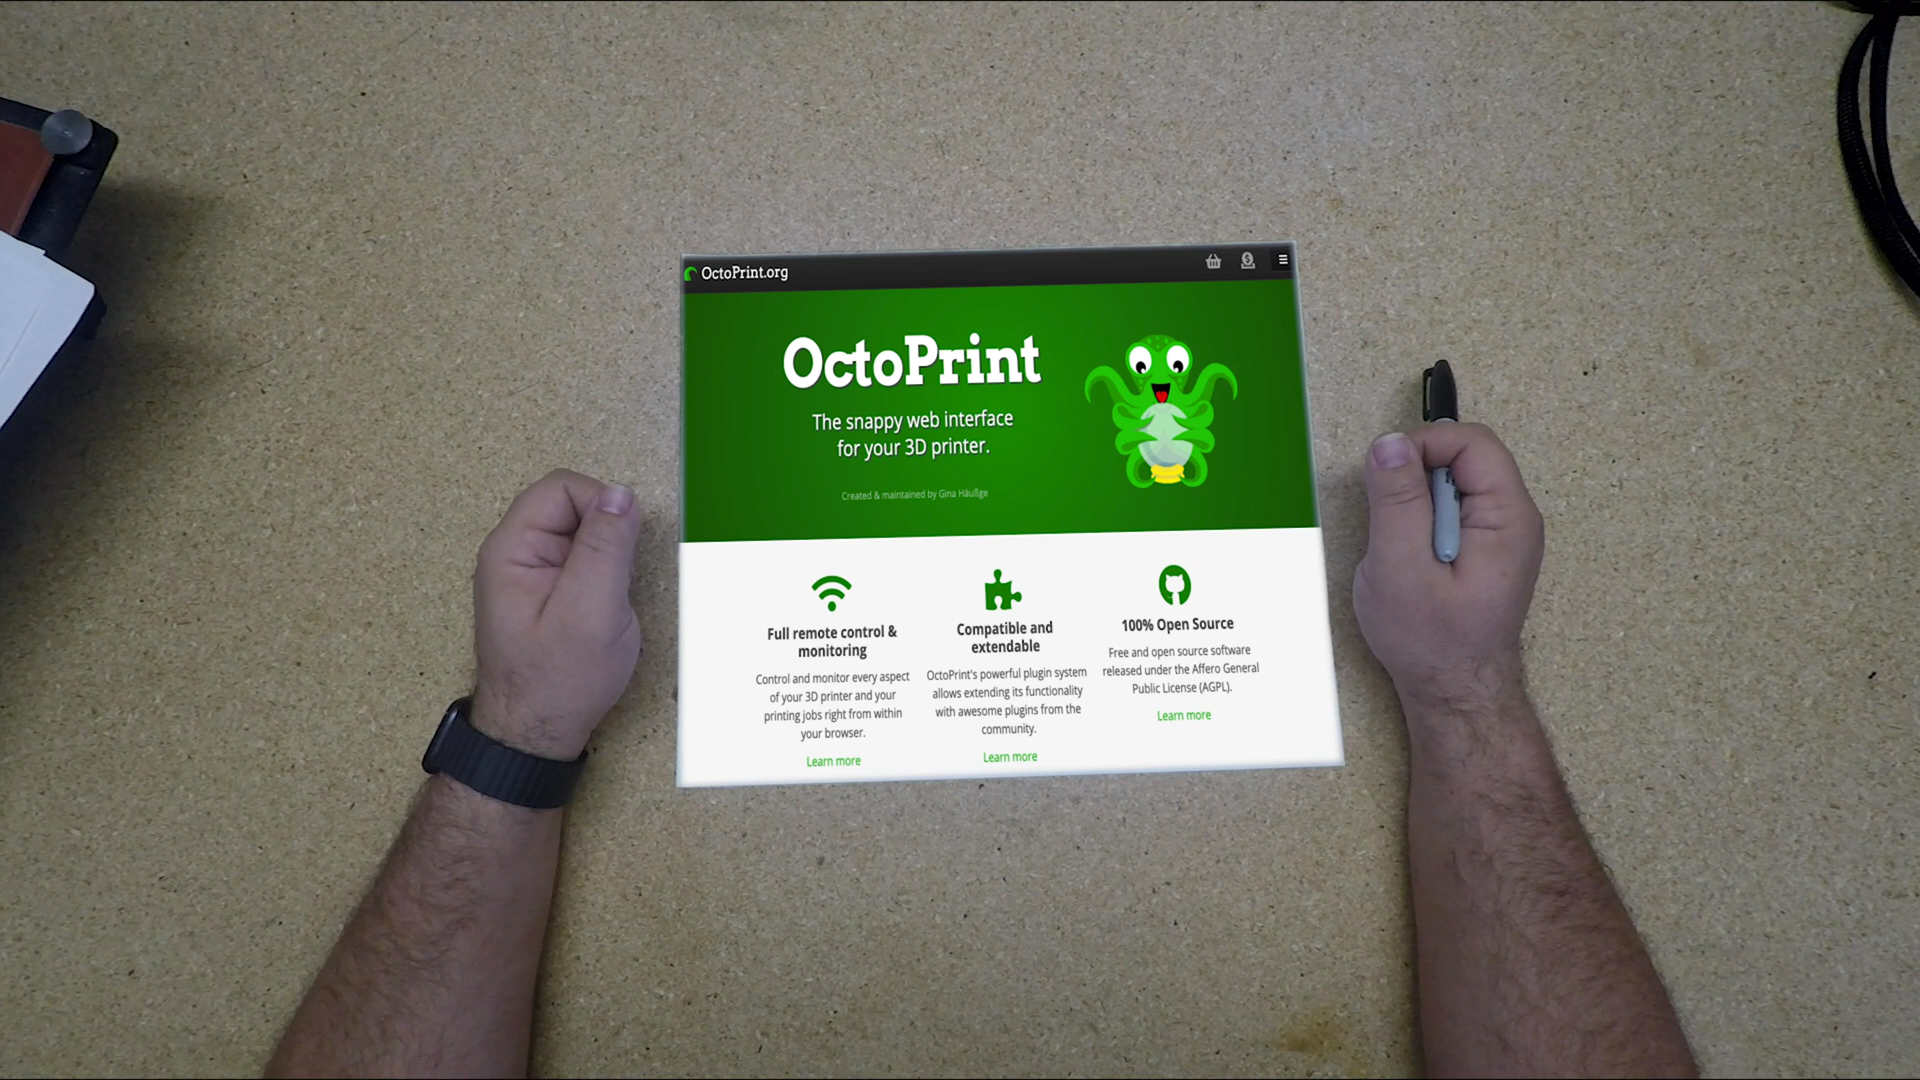 OctoPrint.org
OctoPrint
The snappy web interface
for your 3D printer.
Created & maintained by Gina Häußge
Full remote control &
monitoring
Control and monitor every aspect
of your 3D printer and your
printing jobs right from within
your browser.
Learn more
Compatible and
extendable
OctoPrint's powerful plugin system
allows extending its functionality
with awesome plugins from the
community.
Learn more
100% Open Source
Free and open source software
released under the Affero General
Public License (AGPL).
Learn more